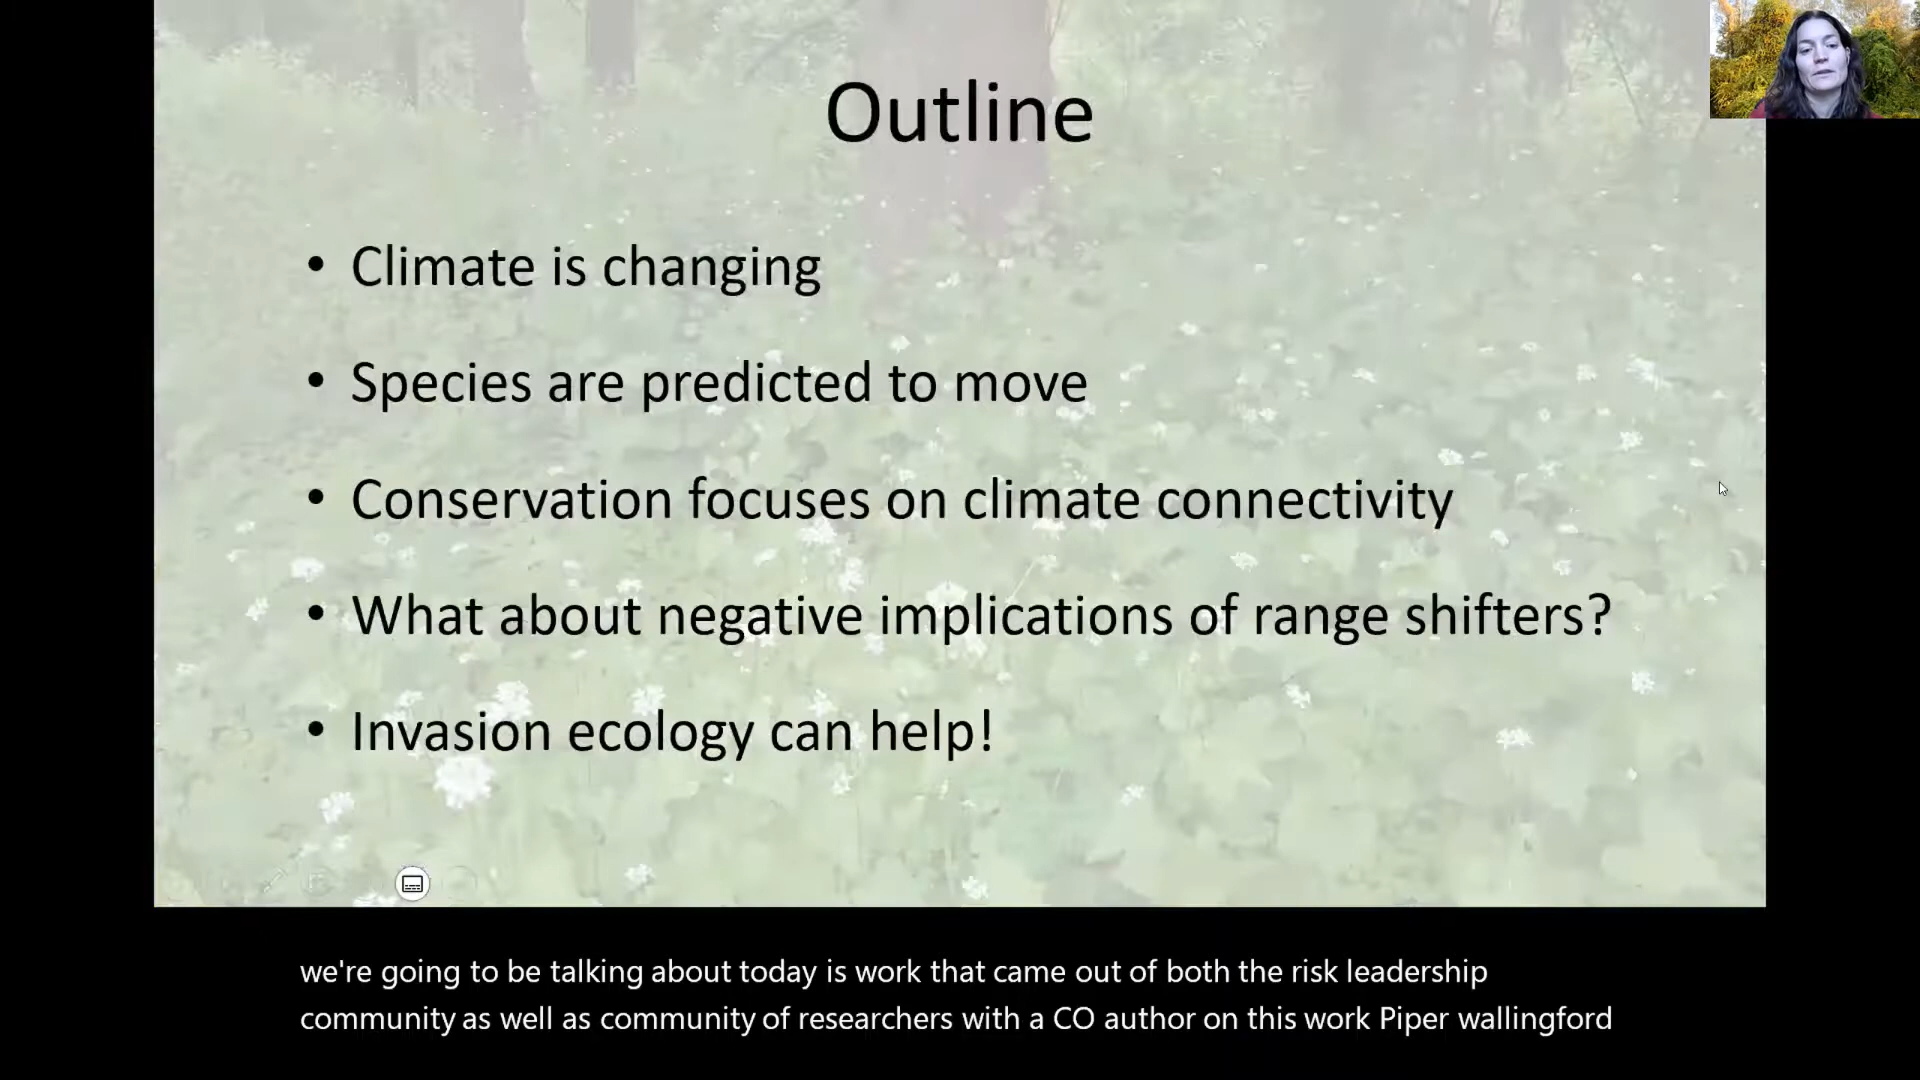 Outline
• Climate is changing
• Species are predicted to move
• Conservation focuses on climate connectivity
• What about negative implications of range shifters?
• Invasion ecology can help!
we're going to be talking about today is work that came out of both the risk leadership
community as well as community of researchers with a CO author on this work Piper wallingford